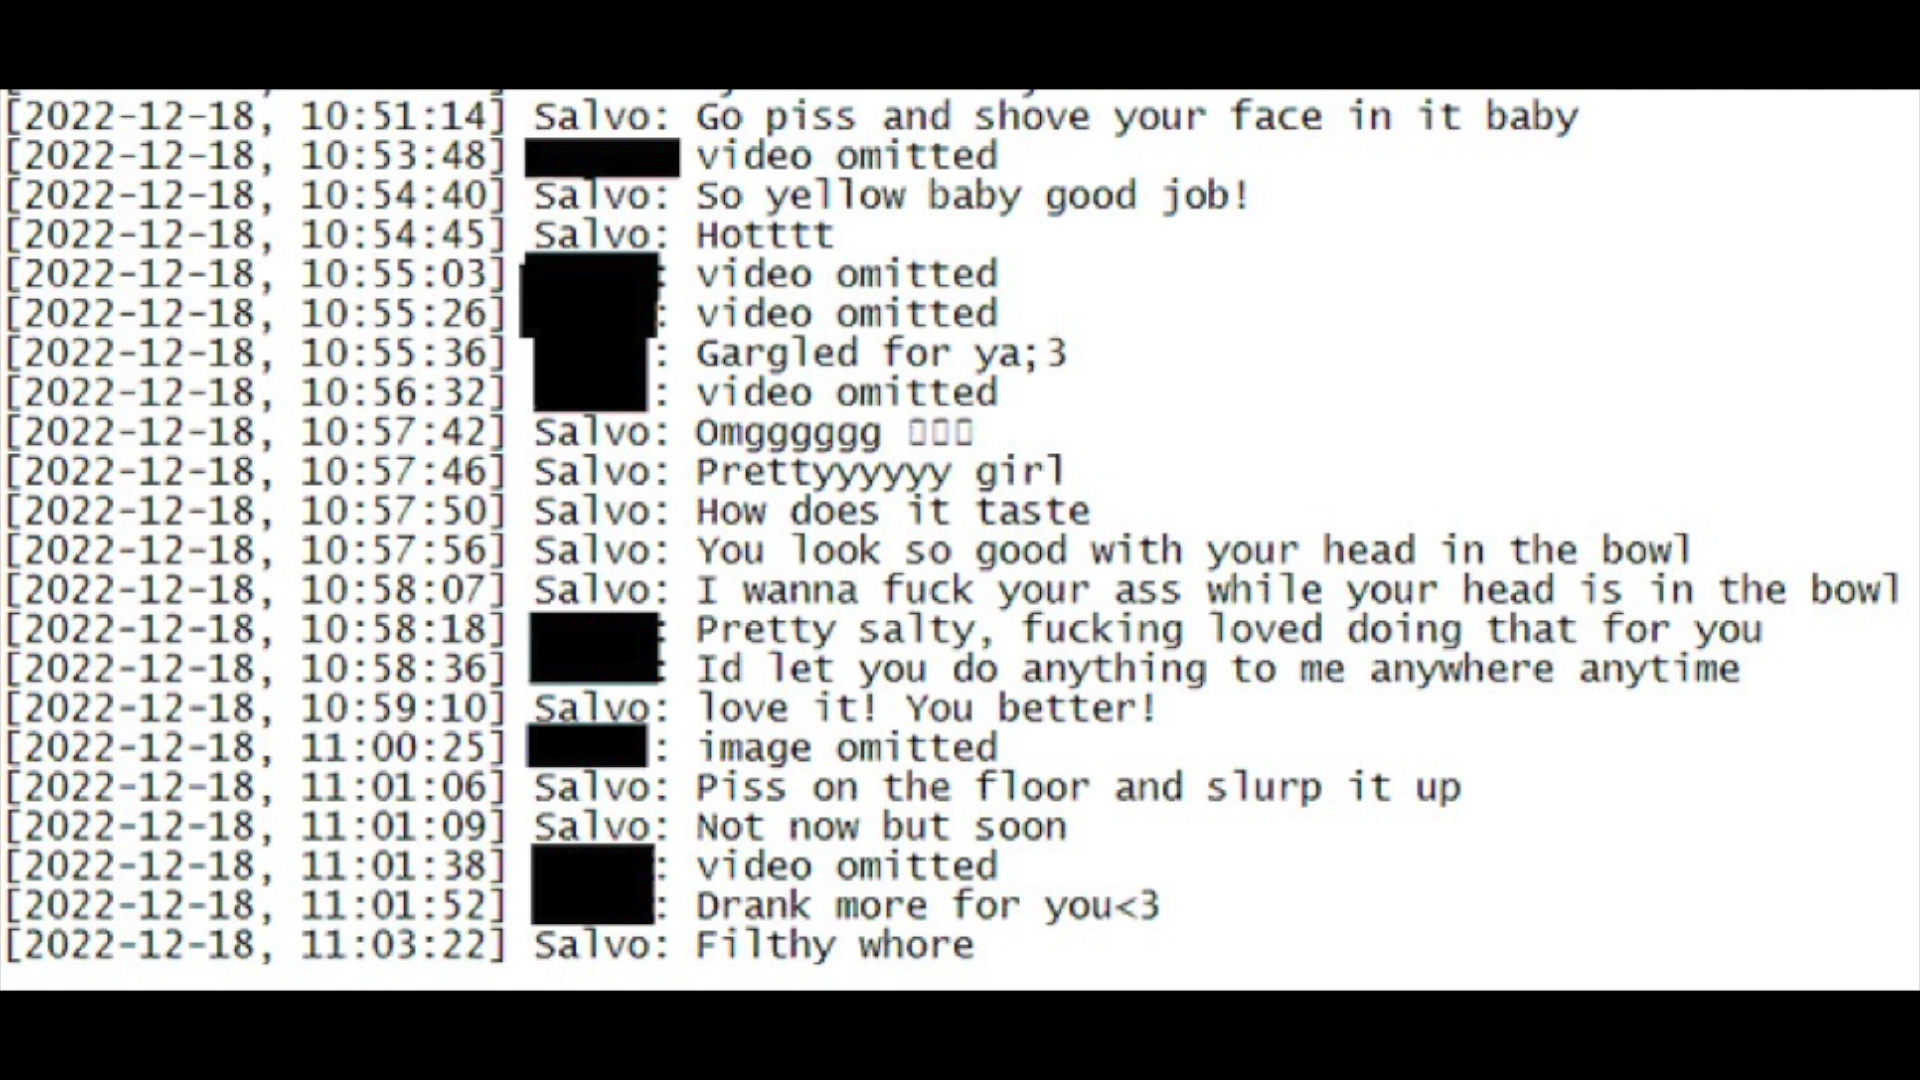 [2022-12-18, 10:51:14] Salvo: Go piss and shove your face in it baby
[2022-12-18, 10:53:48] video omitted
[2022-12-18, 10:54:40] Salvo: So yellow baby good job!
[2022-12-18, 10:54:45] Salvo: Hotttt
[2022-12-18, 10:55:03] : video omitted
[2022-12-18, 10:55:26] : video omitted
[2022-12-18, 10:55:36] : Gargled for ya;3
[2022-12-18, 10:56:32] : video omitted
[2022-12-18, 10:57:42] Salvo: Omgggggg
[2022-12-18, 10:57:46] Salvo: Prettyyyyyy girl
[2022-12-18, 10:57:50] Salvo: How does it taste
[2022-12-18, 10:57:56] Salvo: You look so good with your head in the bowl
[2022-12-18, 10:58:07] Salvo: I wanna fuck your ass while your head is in the bowl
[2022-12-18, 10:58:18] : Pretty salty, fucking loved doing that for you
[2022-12-18, 10:58:36] : Id let you do anything to me anywhere anytime
[2022-12-18, 10:59:10] Salvo: love it! You better!
[2022-12-18, 11:00:25] : image omitted
[2022-12-18, 11:01:06] Salvo: Piss on the floor and slurp it up
[2022-12-18, 11:01:09] Salvo: Not now but soon
[2022-12-18, 11:01:38] : video omitted
[2022-12-18, 11:01:52] : Drank more for you<3
[2022-12-18, 11:03:22] Salvo: Filthy whore